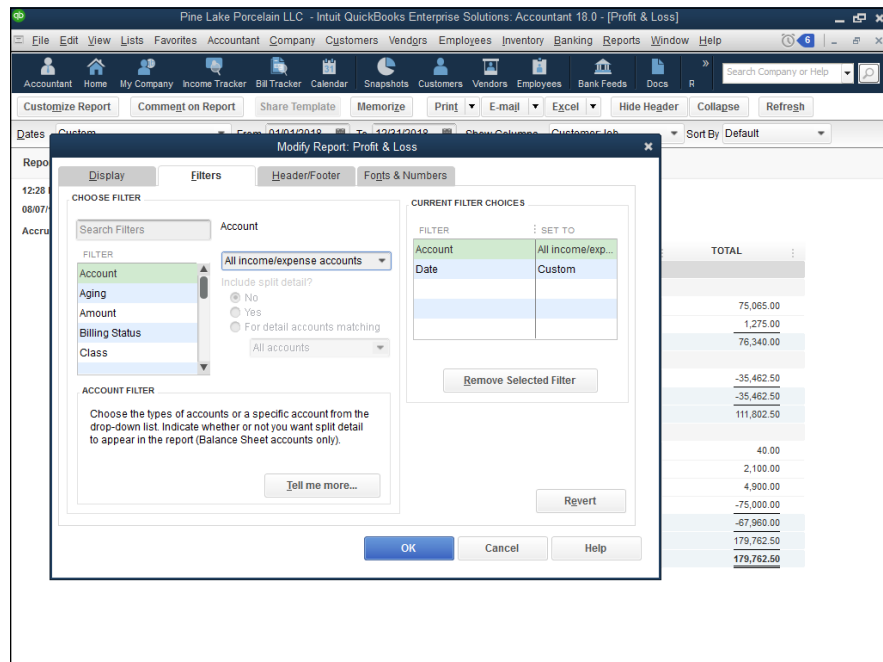 Pine Lake Porcelain LLC - Intuit QuickBooks Enterprise Solutions: Accountant 18.0 - [Profit & Loss]
File Edit View Lists Favorites Accountant Company Customers Vendors Employees Inventory Banking Reports Window Help 6
Accountant Home My Company Income Tracker Bill Tracker Calendar Snapshots Customers Vendors Employees Bank Feeds Docs R » Search Company or Help
Customize Report Comment on Report Share Template Memorize Print E-mail Excel Hide Header Collapse Refresh
Dates Custom From 01/01/2018 To 12/31/2018 Show Columns Customer:Job Sort By Default
Modify Report: Profit & Loss
Repo
Display Filters Header/Footer Fonts & Numbers
12:28
08/07/
Accru
CHOOSE FILTER
Search Filters
Account
FILTER
Account
Aging
Amount
Billing Status
Class
All income/expense accounts
Include split detail?
No
Yes
For detail accounts matching
All accounts
ACCOUNT FILTER
Choose the types of accounts or a specific account from the
drop-down list. Indicate whether or not you want split detail
to appear in the report (Balance Sheet accounts only).
Tell me more...
CURRENT FILTER CHOICES
FILTER SET TO
Account All income/exp...
Date Custom
Remove Selected Filter
Revert
OK Cancel Help
TOTAL
75,065.00
1,275.00
76,340.00
-35,462.50
-35,462.50
111,802.50
40.00
2,100.00
4,900.00
-75,000.00
-67,960.00
179,762.50
179,762.50